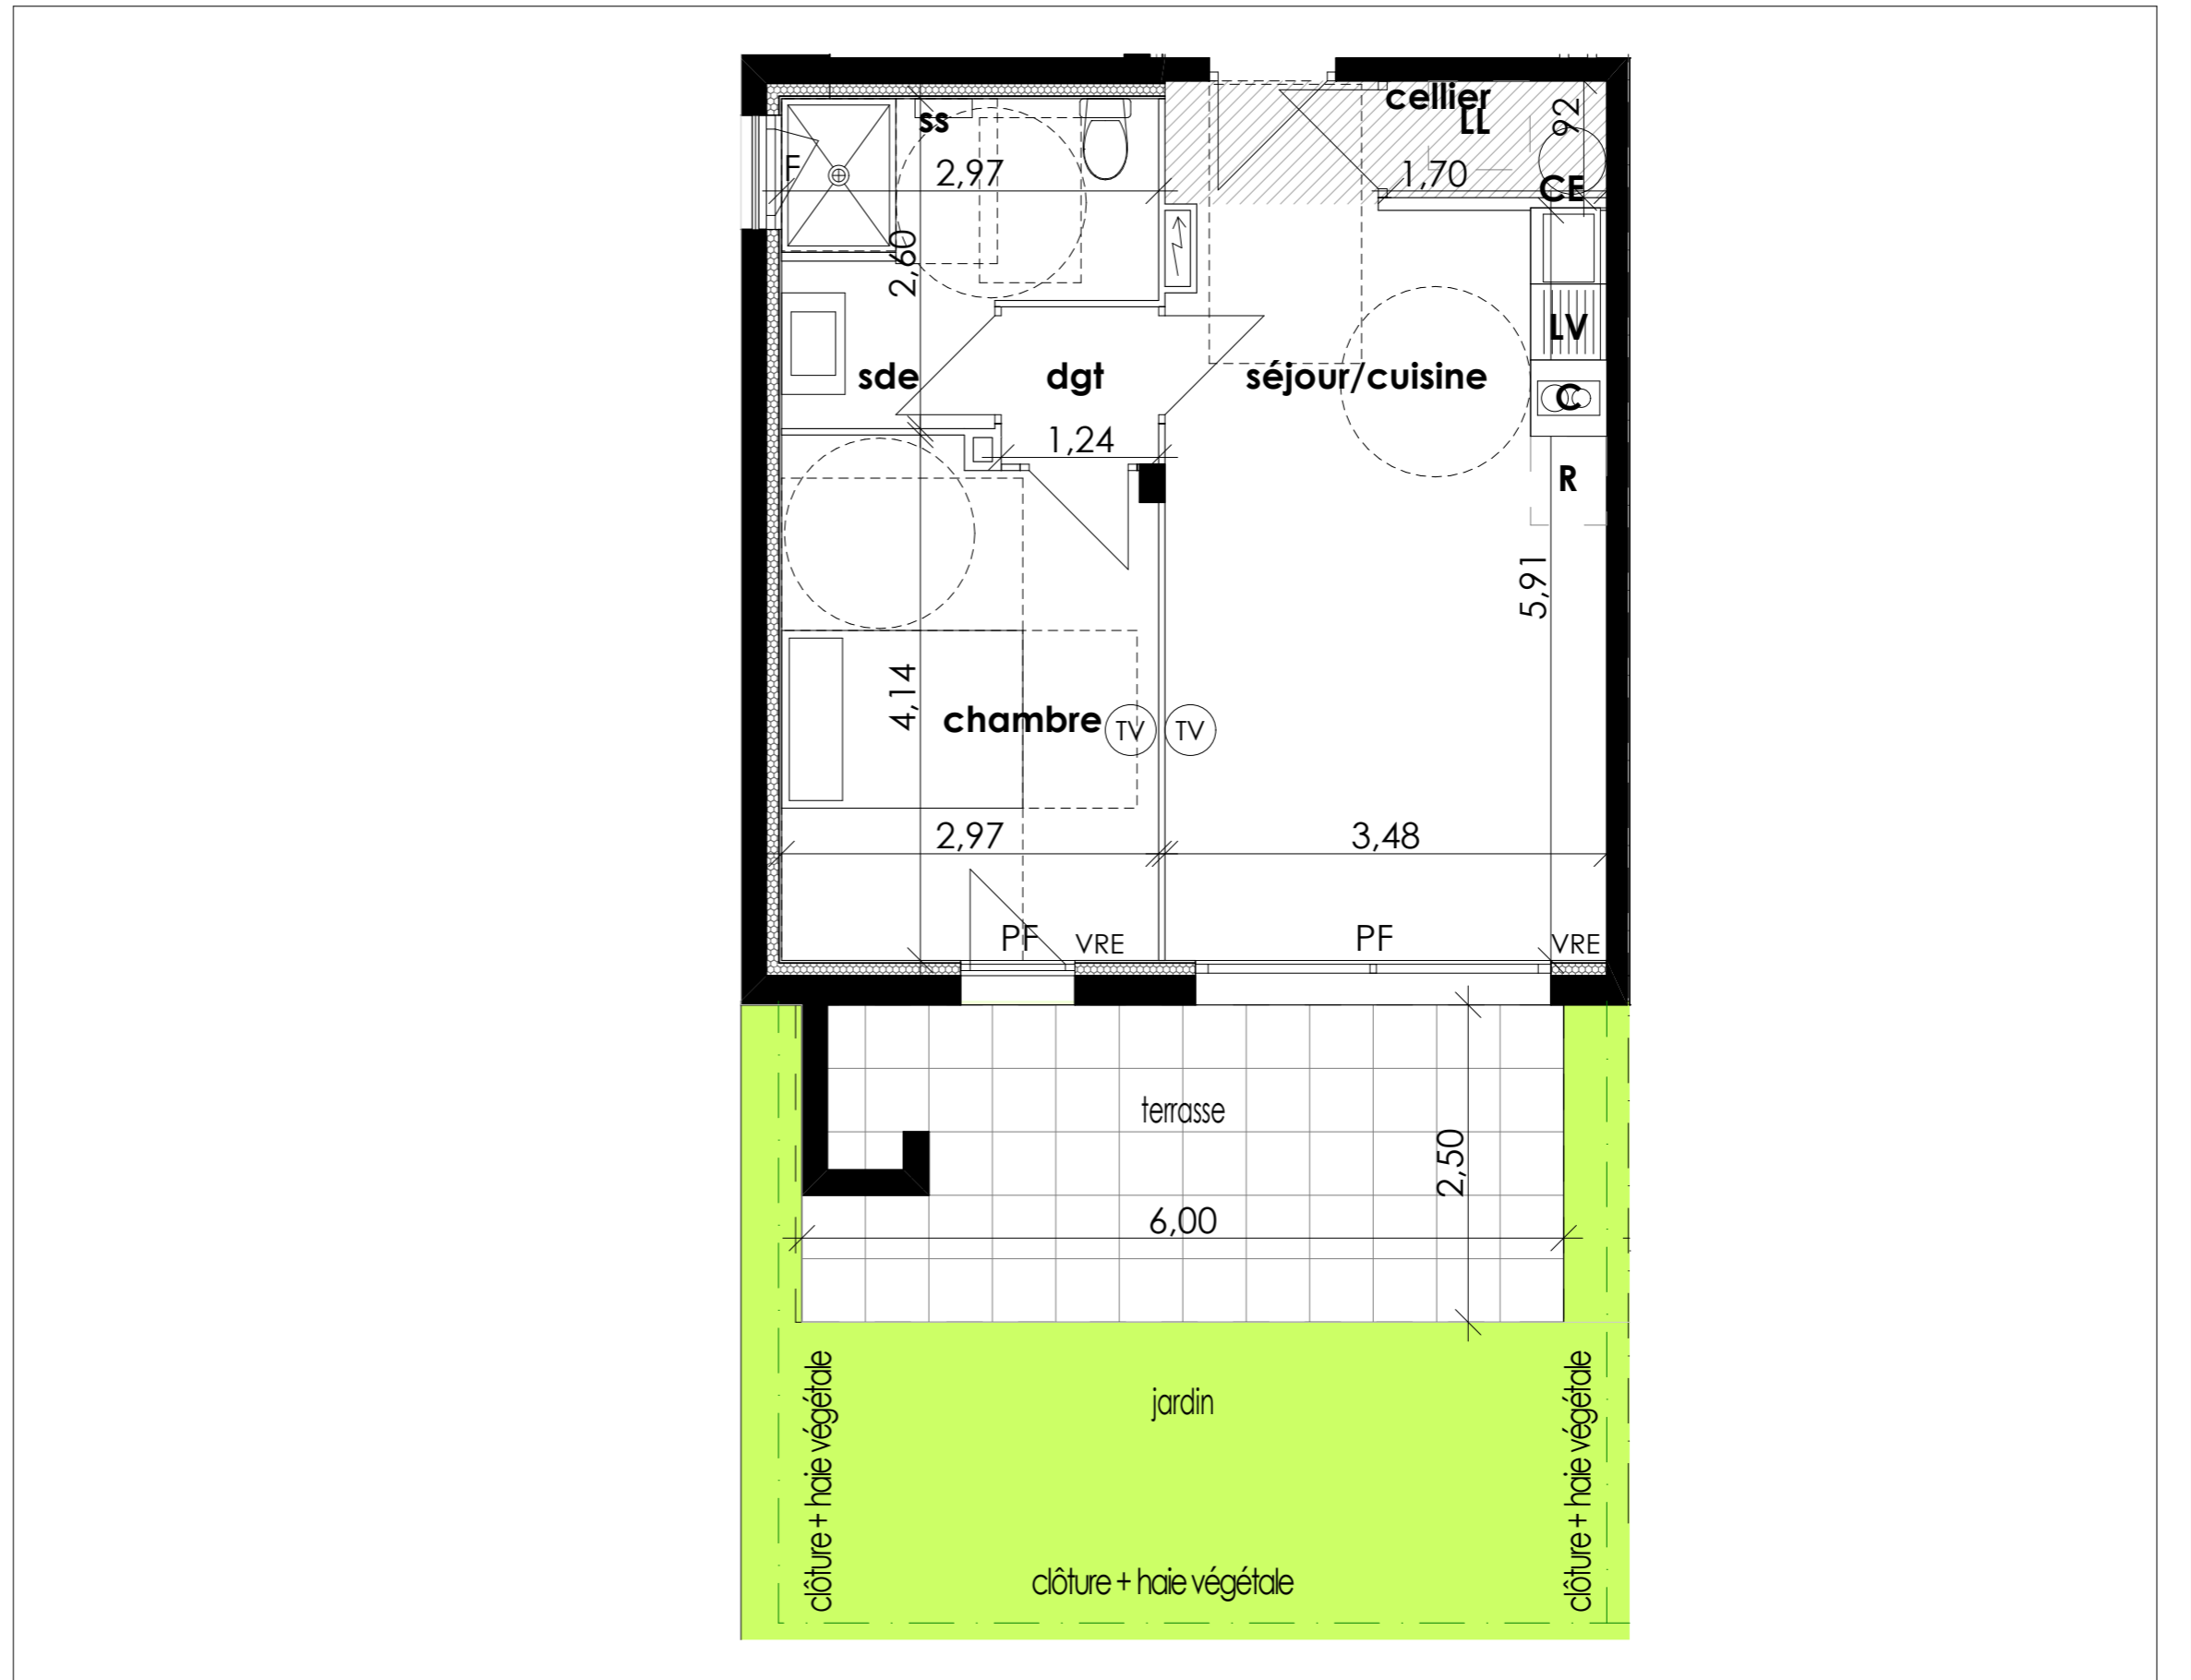 cellier
ss
LL
92
F
2,97
1,70
CE
2,60
LV
sde
dgt
séjour/cuisine
C
1,24
R
5,91
4,14
chambre
TV
TV
2,97
3,48
PF
VRE
PF
VRE
terrasse
2,50
6,00
jardin
clôture + haie végétale
clôture + haie végétale
clôture + haie végétale